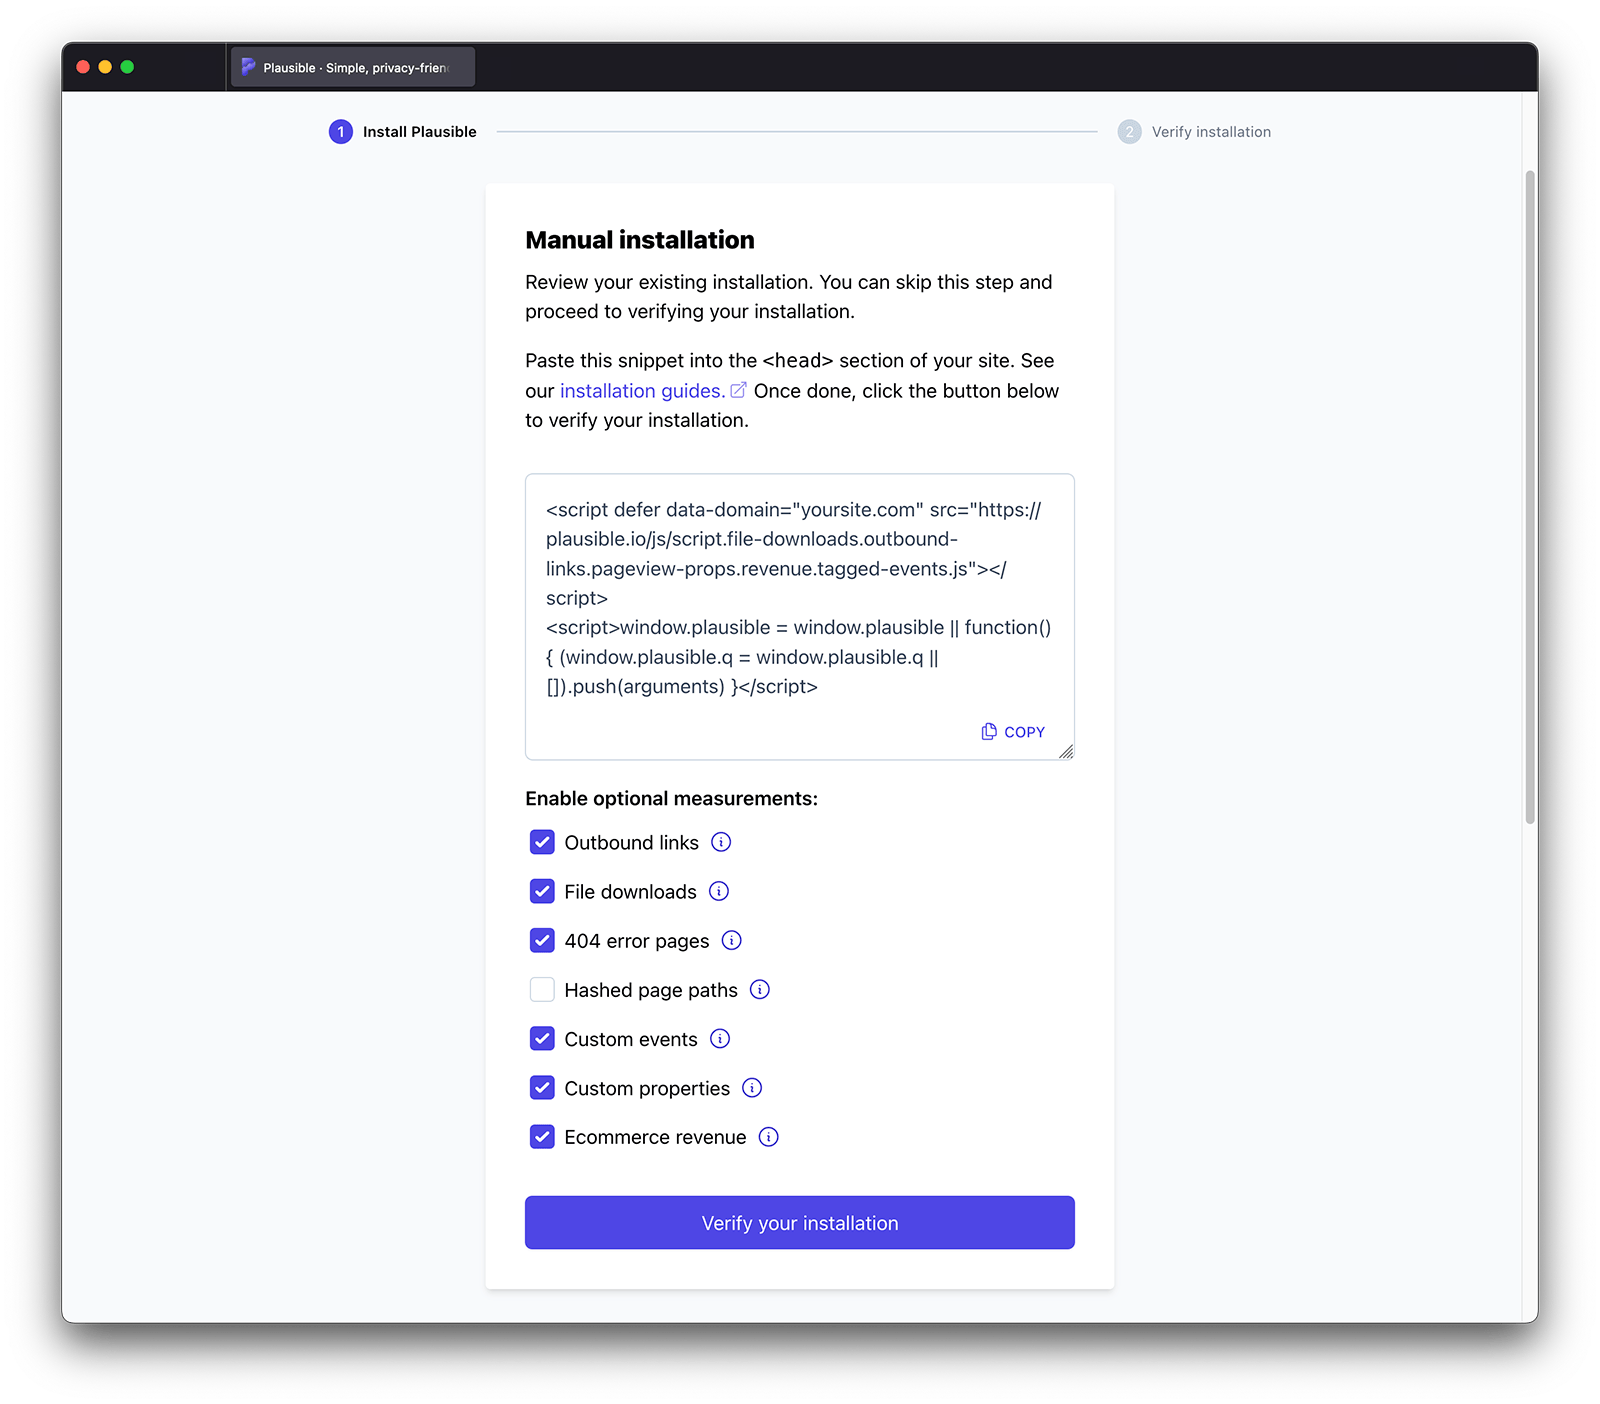 Plausible · Simple, privacy-frien
1 Install Plausible
2 Verify installation
Manual installation
Review your existing installation. You can skip this step and
proceed to verifying your installation.
Paste this snippet into the <head> section of your site. See
our installation guides. Once done, click the button below
to verify your installation.
<script defer data-domain="yoursite.com" src="https://
plausible.io/js/script.file-downloads.outbound-
links.pageview-props.revenue.tagged-events.js"></
script>
<script>window.plausible = window.plausible || function()
{ (window.plausible.q = window.plausible.q ||
[]).push(arguments) }</script>
COPY
Enable optional measurements:
Outbound links
File downloads
404 error pages
Hashed page paths
Custom events
Custom properties
Ecommerce revenue
Verify your installation